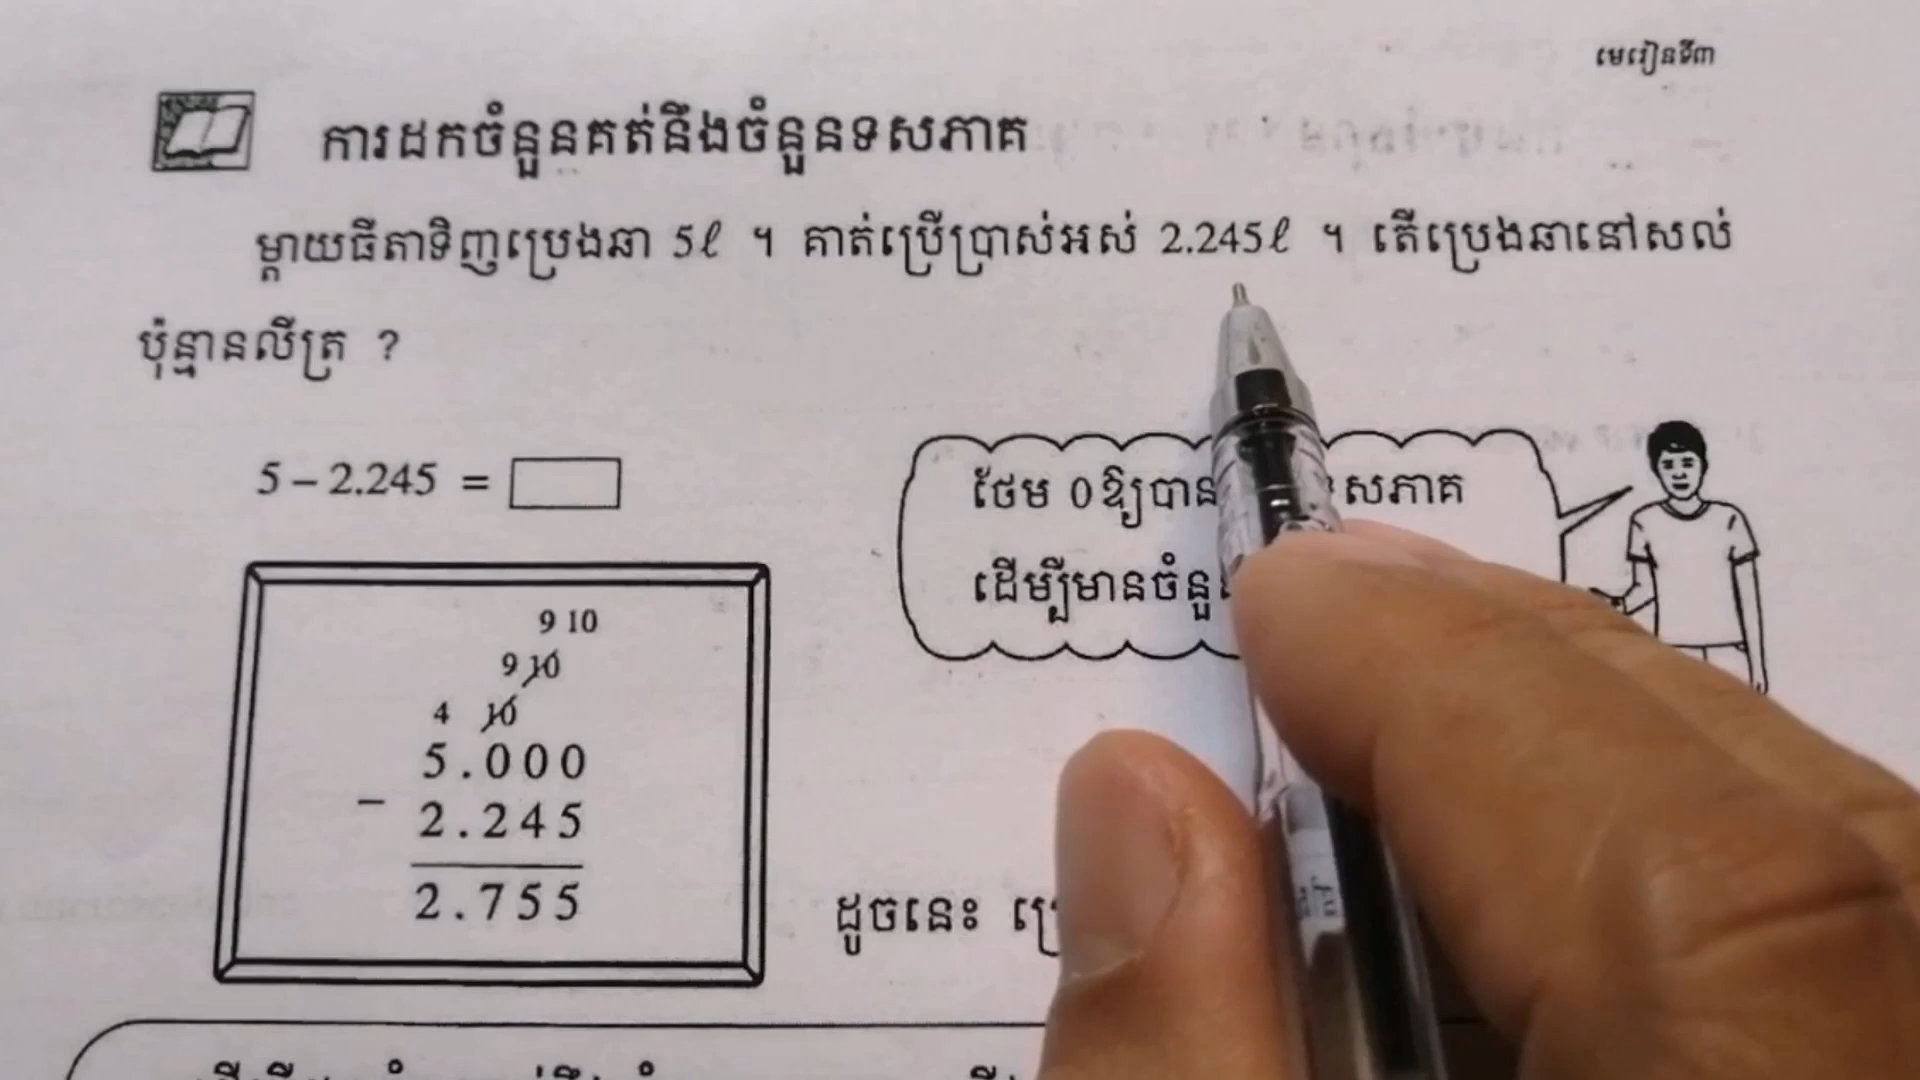 មេរៀនទី៣
ការដកចំនួនគត់នឹងចំនួនទសភាគ
ម្តាយធីតាទិញប្រេងឆា 5ℓ ។ គាត់ប្រើប្រាស់អស់ 2.245ℓ ។ តើប្រេងឆានៅសល់
ប៉ុន្មានលីត្រ ?
5 – 2.245 =
ថែម 0ឱ្យបាន សភាគ
ដើម្បីមានចំនួន
9 10
9 10
4 10
5.000
– 2.245
2.755
ដូចនេះ